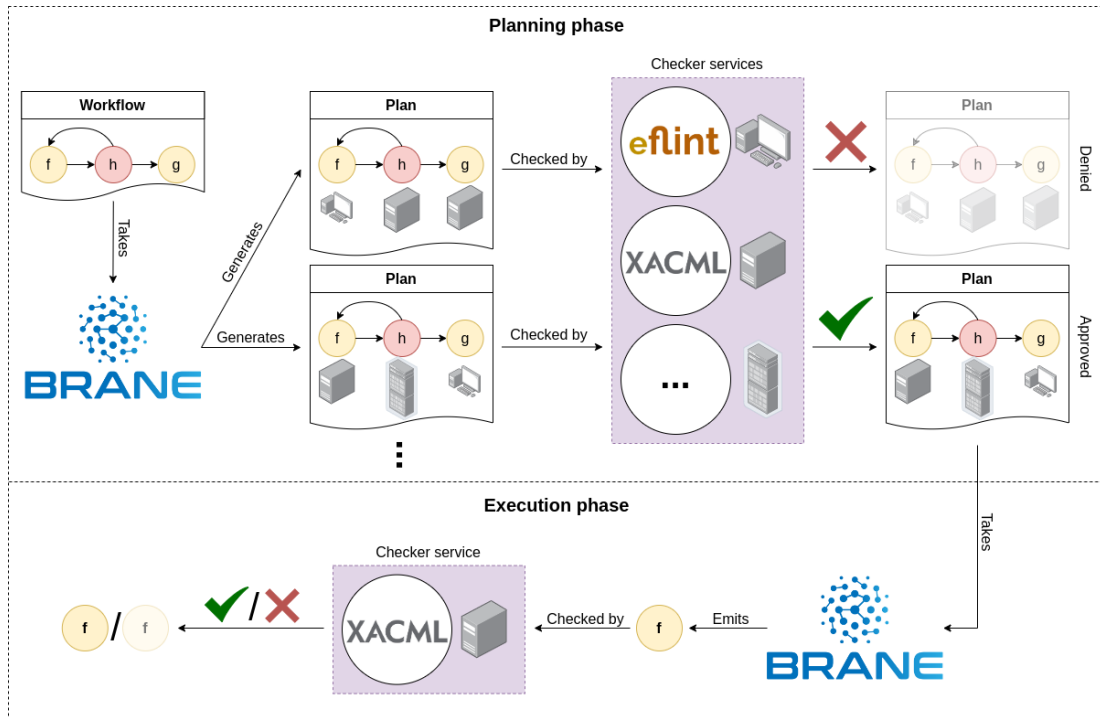 Planning phase
Workflow
f
h
g
Takes
BRANE
Generates
Generates
Plan
f
h
g
Plan
f
h
g
Checked by
Checked by
Checker services
eflint
XACML
...
Plan
f
h
g
Denied
Plan
f
h
g
Approved
Takes
Execution phase
BRANE
Emits
f
Checked by
Checker service
XACML
/
f
/
f